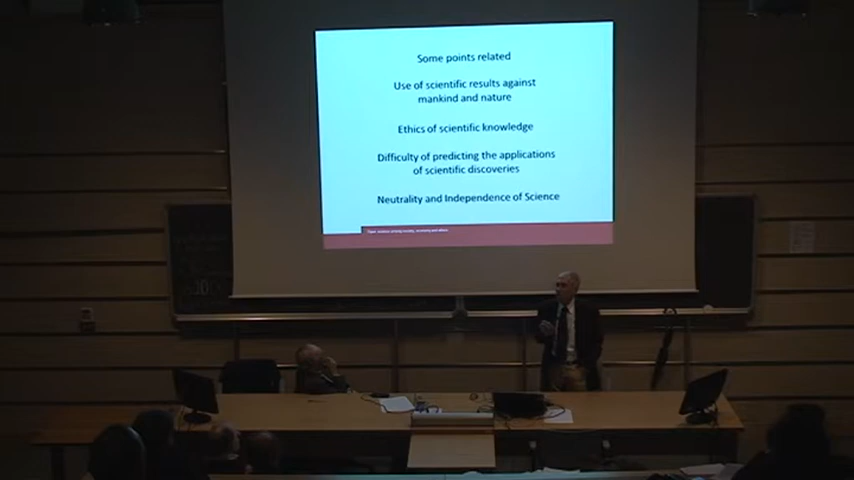 Some points related
Use of scientific results against
mankind and nature
Ethics of scientific knowledge
Difficulty of predicting the applications
of scientific discoveries
Neutrality and Independence of Science